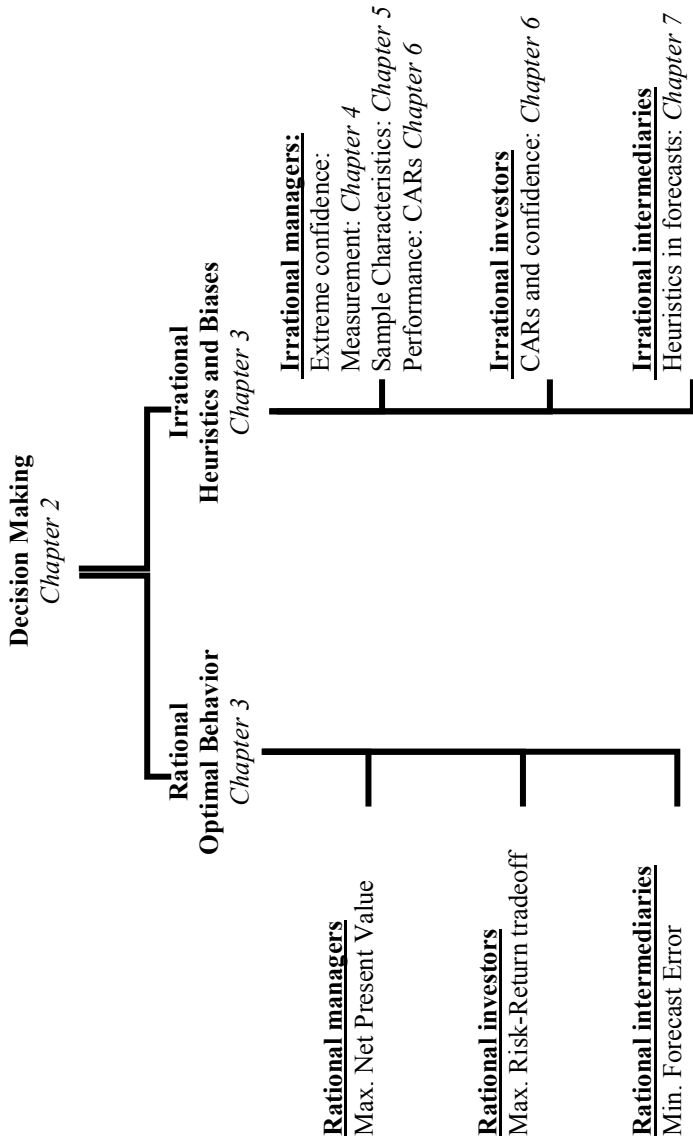 Decision Making
Chapter 2
Rational
Optimal Behavior
Chapter 3
Rational managers
Max. Net Present Value
Rational investors
Max. Risk-Return tradeoff
Rational intermediaries
Min. Forecast Error
Irrational
Heuristics and Biases
Chapter 3
Irrational managers:
Extreme confidence:
Measurement: Chapter 4
Sample Characteristics: Chapter 5
Performance: CARs Chapter 6
Irrational investors
CARs and confidence: Chapter 6
Irrational intermediaries
Heuristics in forecasts: Chapter 7